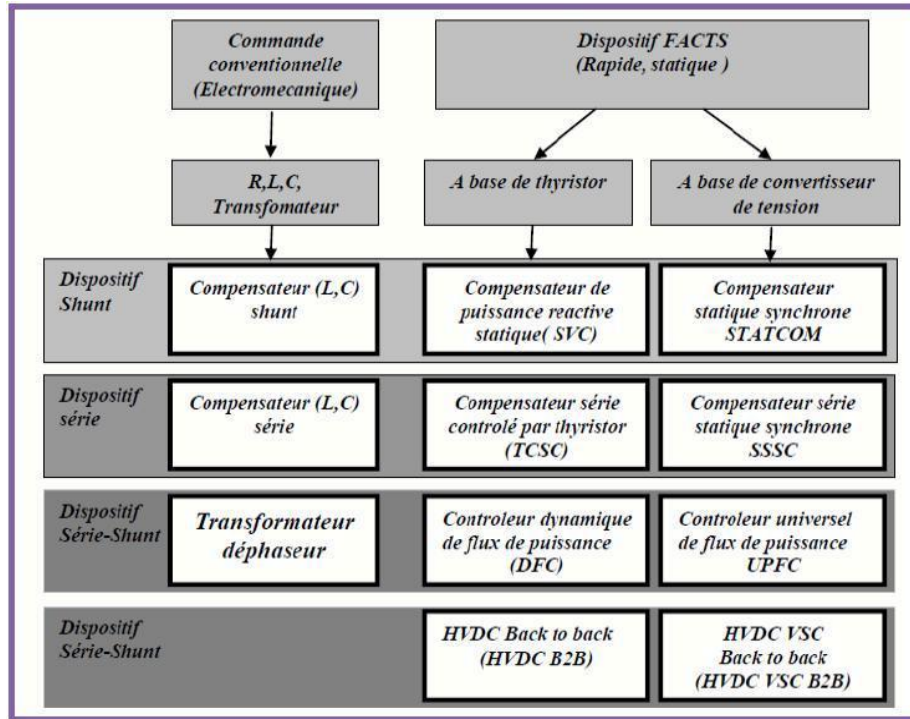 Commande
conventionnelle
(Electromecanique)
Dispositif FACTS
(Rapide, statique )
R,L,C,
Transfomateur
A base de thyristor
A base de convertisseur
de tension
Dispositif
Shunt
Compensateur (L,C)
shunt
Compensateur de
puissance reactive
statique( SVC)
Compensateur
statique synchrone
STATCOM
Dispositif
série
Compensateur (L,C)
série
Compensateur série
controlé par thyristor
(TCSC)
Compensateur série
statique synchrone
SSSC
Dispositif
Série-Shunt
Transformateur
déphaseur
Controleur dynamique
de flux de puissance
(DFC)
Controleur universel
de flux de puissance
UPFC
Dispositif
Série-Shunt
HVDC Back to back
(HVDC B2B)
HVDC VSC
Back to back
(HVDC VSC B2B)